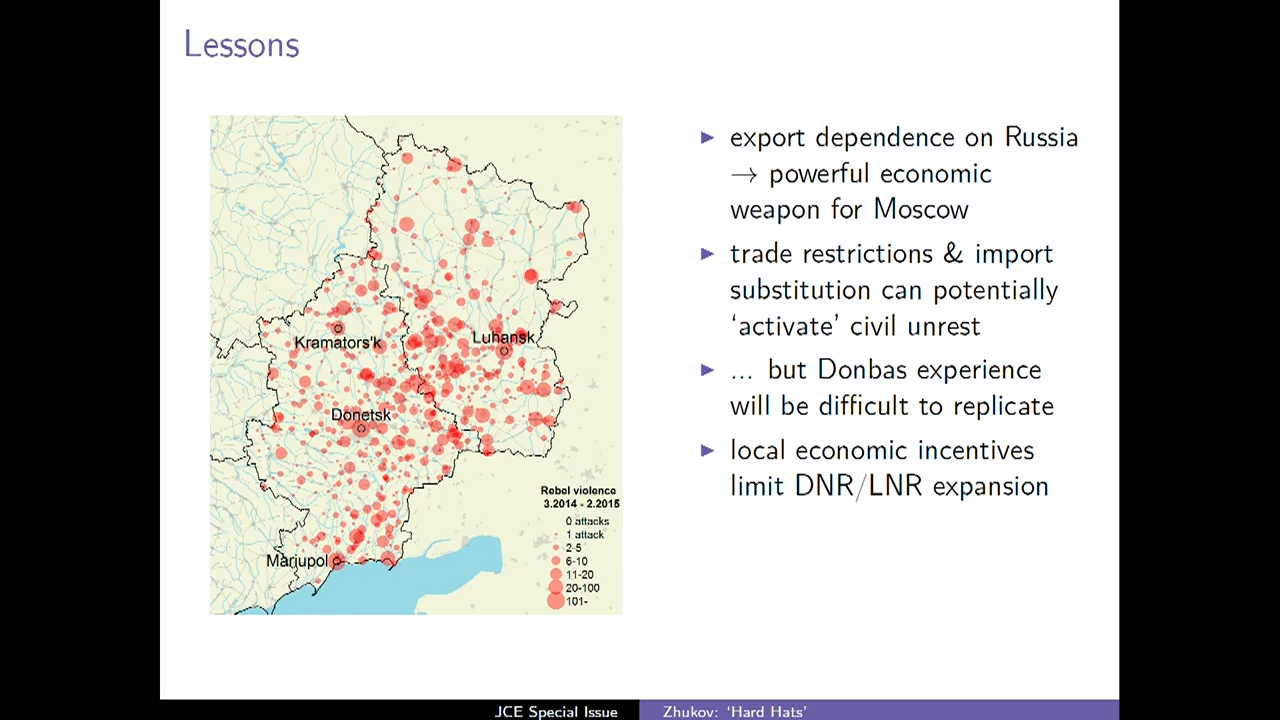 Lessons
Kramators'k
Luhansk
Donetsk
Mariupol
Rebel violence
3.2014 - 2.2015
0 attacks
1 attack
2-5
6-10
11-20
20-100
101-
► export dependence on Russia
→ powerful economic
weapon for Moscow
► trade restrictions & import
substitution can potentially
‘activate’ civil unrest
► ... but Donbas experience
will be difficult to replicate
► local economic incentives
limit DNR/LNR expansion
JCE Special Issue
Zhukov: ‘Hard Hats’